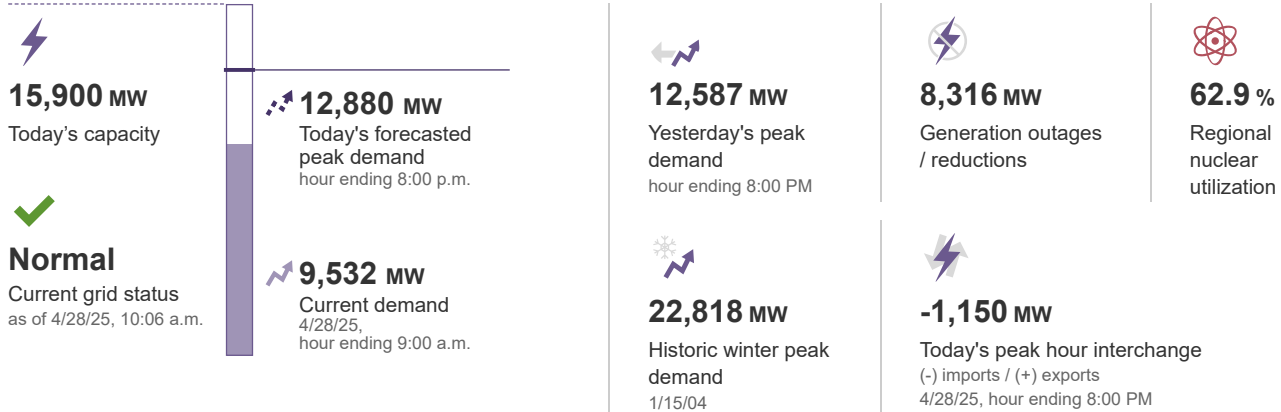 15,900 MW
Today's capacity
Normal
Current grid status
as of 4/28/25, 10:06 a.m.
12,880 MW
Today's forecasted
peak demand
hour ending 8:00 p.m.
9,532 MW
Current demand
4/28/25,
hour ending 9:00 a.m.
12,587 MW
Yesterday's peak
demand
hour ending 8:00 PM
8,316 MW
Generation outages
/ reductions
62.9 %
Regional
nuclear
utilization
22,818 MW
Historic winter peak
demand
1/15/04
-1,150 MW
Today's peak hour interchange
(-) imports / (+) exports
4/28/25, hour ending 8:00 PM